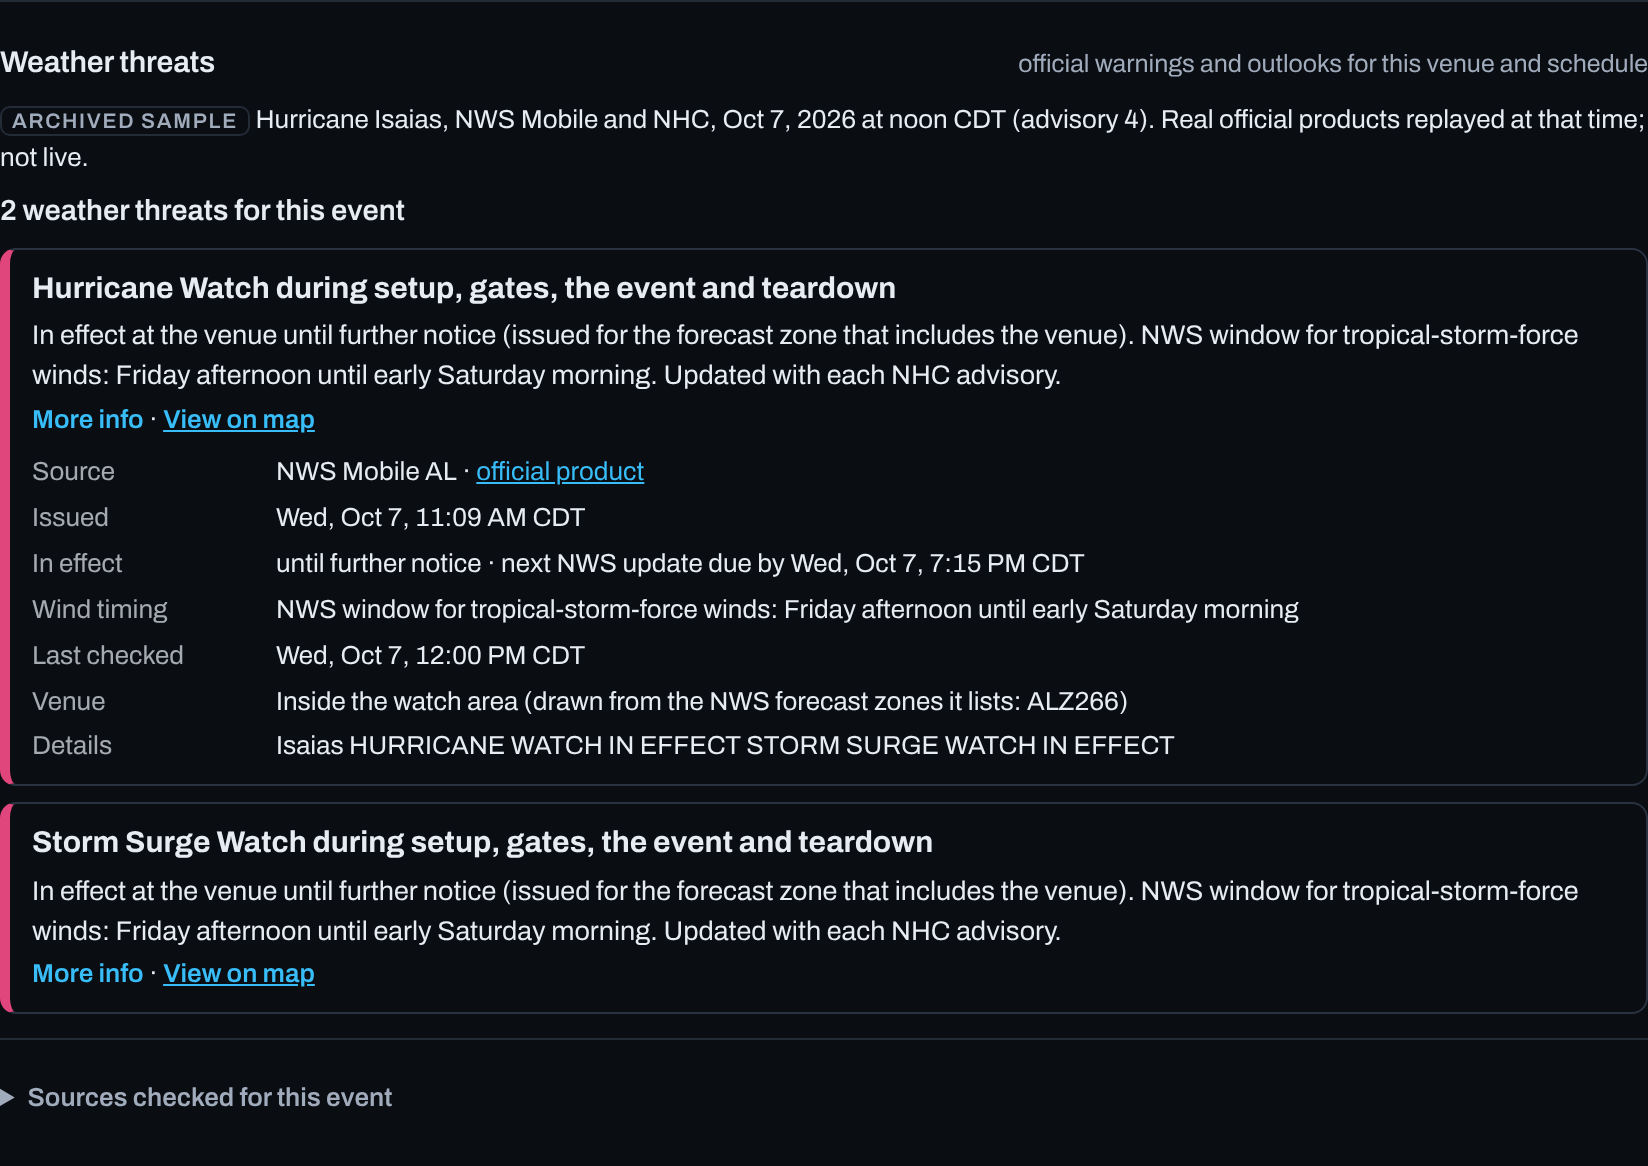 Weather threats
official warnings and outlooks for this venue and schedule
ARCHIVED SAMPLE Hurricane Isaias, NWS Mobile and NHC, Oct 7, 2026 at noon CDT (advisory 4). Real official products replayed at that time;
not live.
2 weather threats for this event
Hurricane Watch during setup, gates, the event and teardown
In effect at the venue until further notice (issued for the forecast zone that includes the venue). NWS window for tropical-storm-force
winds: Friday afternoon until early Saturday morning. Updated with each NHC advisory.
More info · View on map
Source NWS Mobile AL · official product
Issued Wed, Oct 7, 11:09 AM CDT
In effect until further notice · next NWS update due by Wed, Oct 7, 7:15 PM CDT
Wind timing NWS window for tropical-storm-force winds: Friday afternoon until early Saturday morning
Last checked Wed, Oct 7, 12:00 PM CDT
Venue Inside the watch area (drawn from the NWS forecast zones it lists: ALZ266)
Details Isaias HURRICANE WATCH IN EFFECT STORM SURGE WATCH IN EFFECT
Storm Surge Watch during setup, gates, the event and teardown
In effect at the venue until further notice (issued for the forecast zone that includes the venue). NWS window for tropical-storm-force
winds: Friday afternoon until early Saturday morning. Updated with each NHC advisory.
More info · View on map
Sources checked for this event